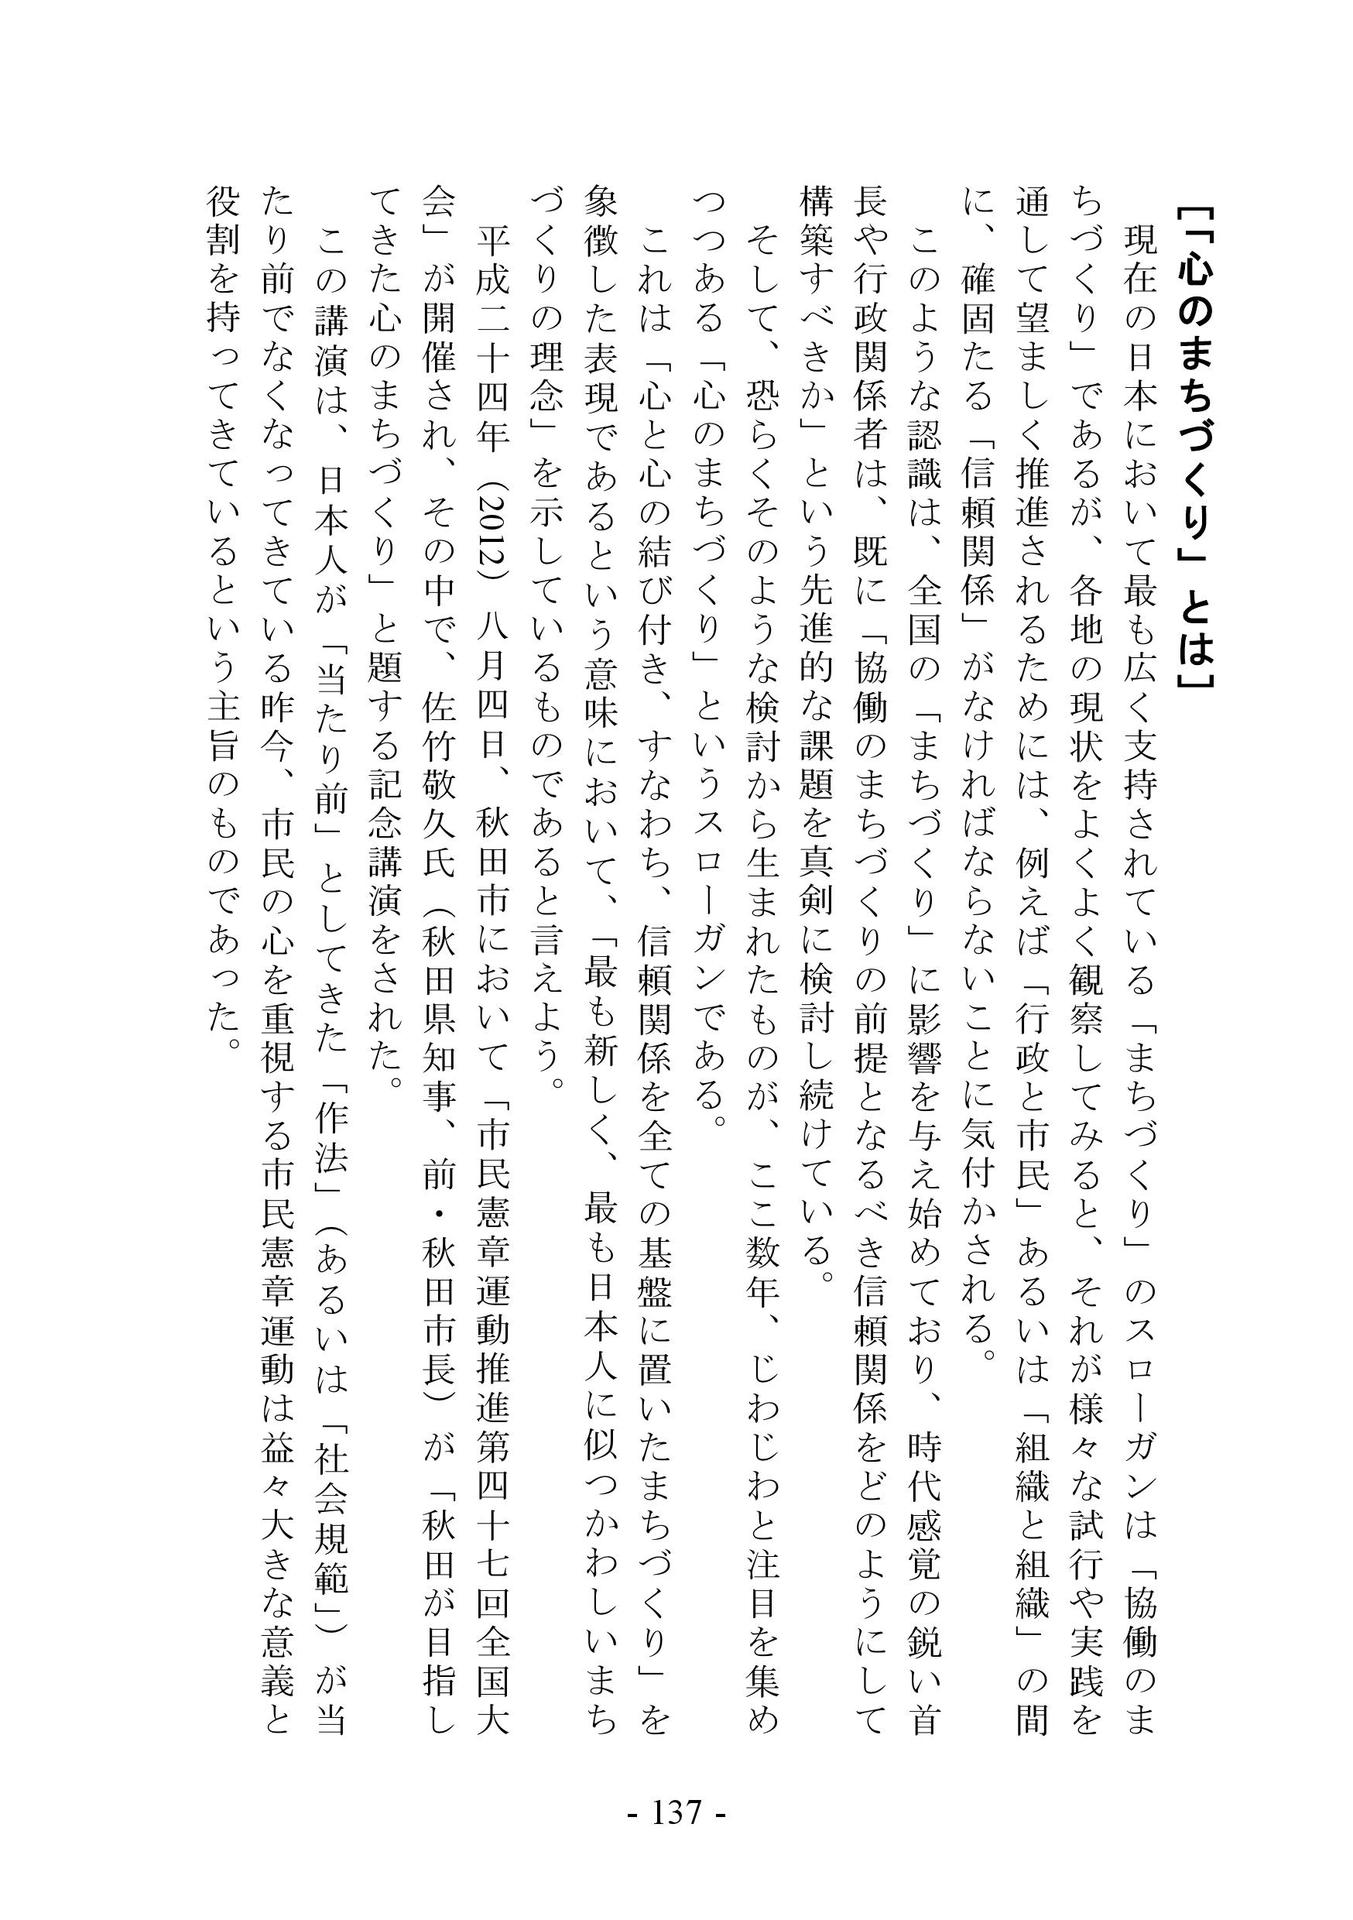 [「心のまちづくり」とは]
　現在の日本において最も広く支持されている「まちづくり」のスローガンは「協働のま
ちづくり」であるが、各地の現状をよくよく観察してみると、それが様々な試行や実践を
通して望ましく推進されるためには、例えば「行政と市民」あるいは「組織と組織」の間
に、確固たる「信頼関係」がなければならないことに気付かされる。
　このような認識は、全国の「まちづくり」に影響を与え始めており、時代感覚の鋭い首
長や行政関係者は、既に「協働のまちづくりの前提となるべき信頼関係をどのようにして
構築すべきか」という先進的な課題を真剣に検討し続けている。
　そして、恐らくそのような検討から生まれたものが、ここ数年、じわじわと注目を集め
つつある「心のまちづくり」というスローガンである。
　これは「心と心の結び付き、すなわち、信頼関係を全ての基盤に置いたまちづくり」を
象徴した表現であるという意味において、「最も新しく、最も日本人に似つかわしいまち
づくりの理念」を示しているものであると言えよう。
　平成二十四年（2012）八月四日、秋田市において「市民憲章運動推進第四十七回全国大
会」が開催され、その中で、佐竹敬久氏（秋田県知事、前・秋田市長）が「秋田が目指し
てきた心のまちづくり」と題する記念講演をされた。
　この講演は、日本人が「当たり前」としてきた「作法」（あるいは「社会規範」）が当
たり前でなくなってきている昨今、市民の心を重視する市民憲章運動は益々大きな意義と
役割を持ってきているという主旨のものであった。
- 137 -